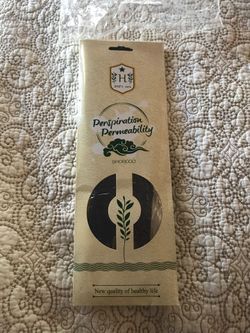 H
Perspiration
Permeability
New quality of healthy life